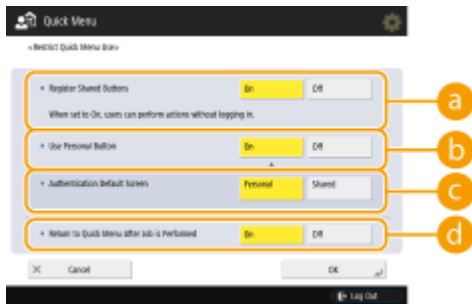 Quick Menu
<Restrict Quick Menu Use>
Register Shared Buttons
On
Off
a
When set to On, users can perform actions without logging in.
Use Personal Button
On
Off
b
Authentication Default Screen
Personal
Shared
c
Return to Quick Menu After Job is Performed
On
Off
d
Cancel
OK
Log Out